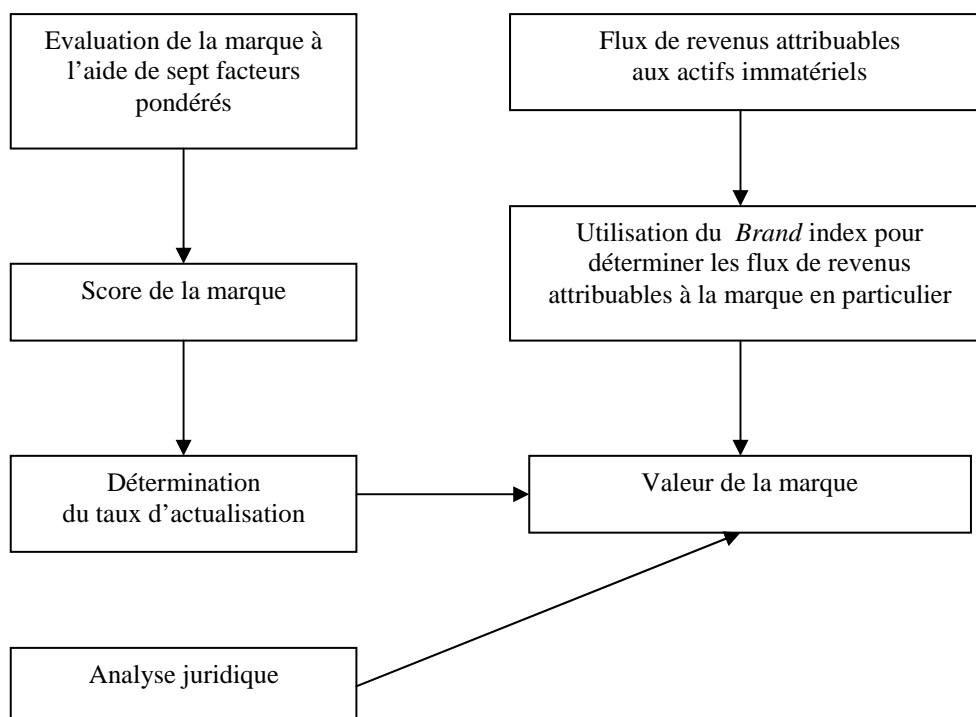 Evaluation de la marque à
l’aide de sept facteurs
pondérés
Flux de revenus attribuables
aux actifs immatériels
Utilisation du Brand index pour
déterminer les flux de revenus
attribuables à la marque en particulier
Score de la marque
Détermination
du taux d’actualisation
Valeur de la marque
Analyse juridique